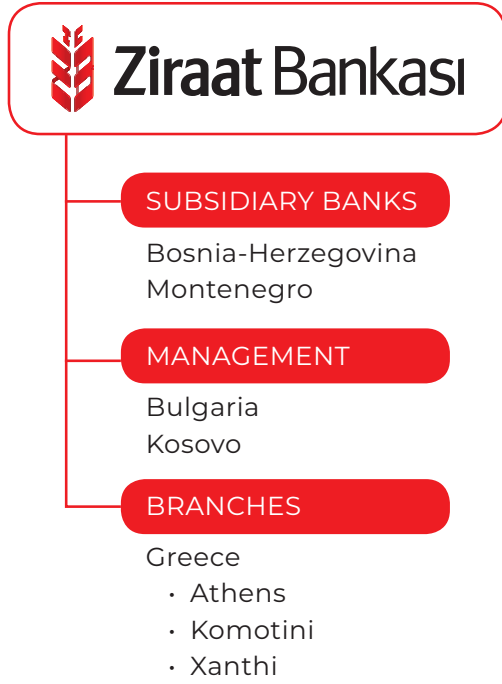 Ziraat Bankası
SUBSIDIARY BANKS
Bosnia-Herzegovina
Montenegro
MANAGEMENT
Bulgaria
Kosovo
BRANCHES
Greece
• Athens
• Komotini
• Xanthi